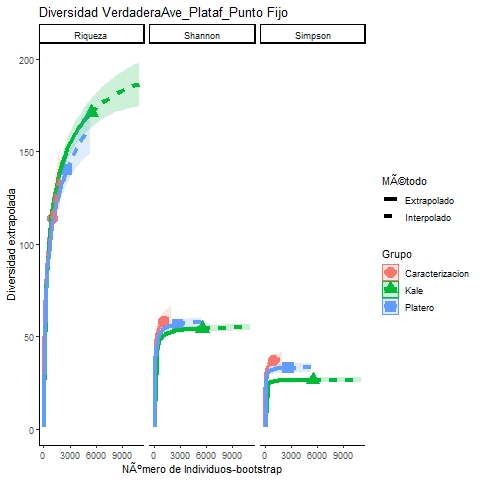 Diversidad VerdaderaAve_Plataf_Punto Fijo
Riqueza Shannon Simpson
200
150
100
50
0
Diversidad extrapolada
0 3000 6000 9000 0 3000 6000 9000 0 3000 6000 9000
NÃºmero de Individuos-bootstrap
MÃ©todo
Extrapolado
Interpolado
Grupo
Caracterizacion
Kale
Platero